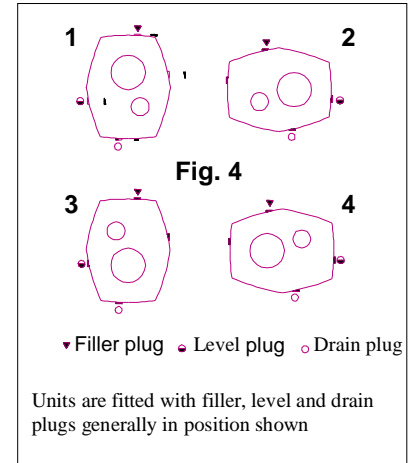 1 2
Fig. 4
3 4
Filler plug Level plug Drain plug
Units are fitted with filler, level and drain
plugs generally in position shown